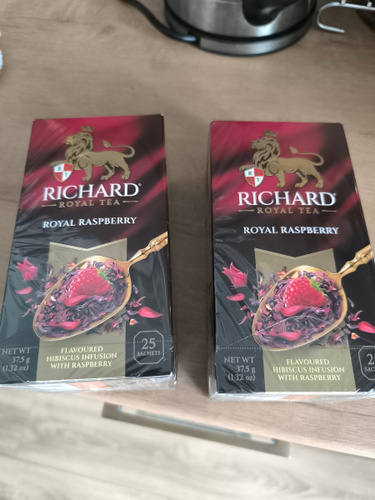 R T
RICHARD®
ROYAL TEA
ROYAL RASPBERRY
NET WT
37.5 g
(1.32 oz)
FLAVOURED
HIBISCUS INFUSION
WITH RASPBERRY
25
SACHETS
RICHARD®
ROYAL TEA
ROYAL RASPBERRY
NET WT
37.5 g
(1.32 oz)
FLAVOURED
HIBISCUS INFUSION
WITH RASPBERRY